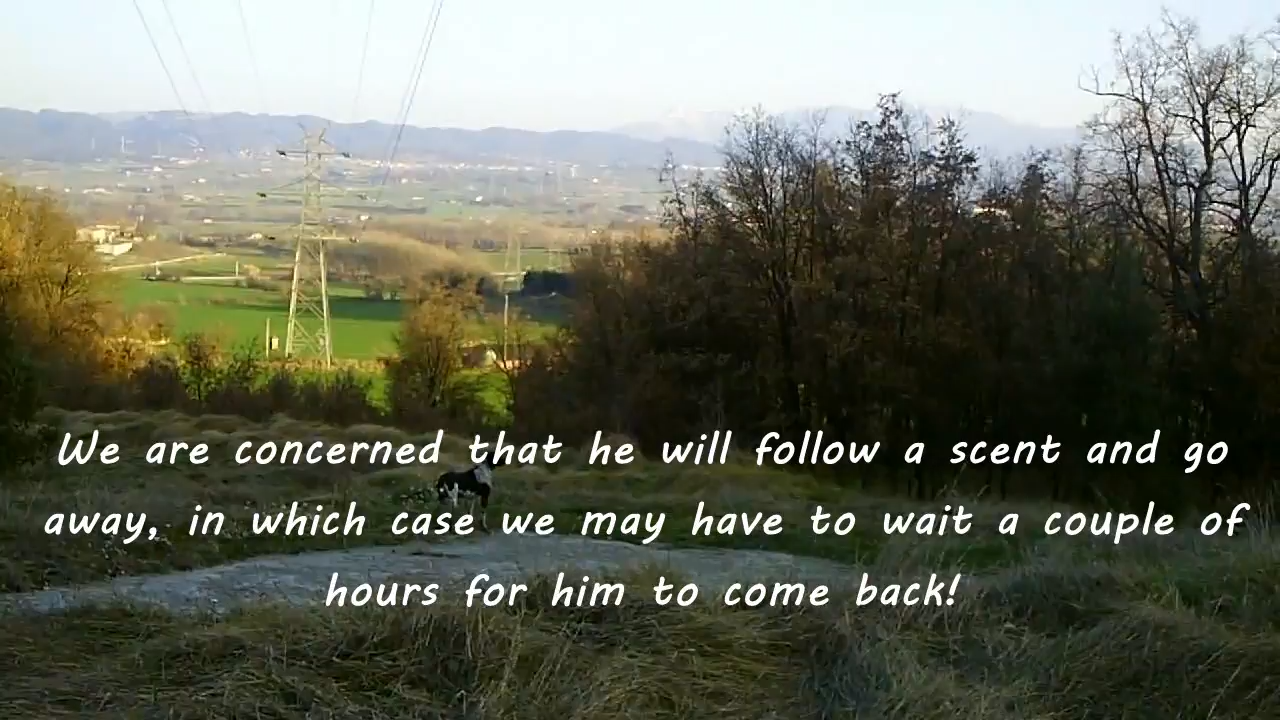 We are concerned that he will follow a scent and go
away, in which case we may have to wait a couple of
hours for him to come back!